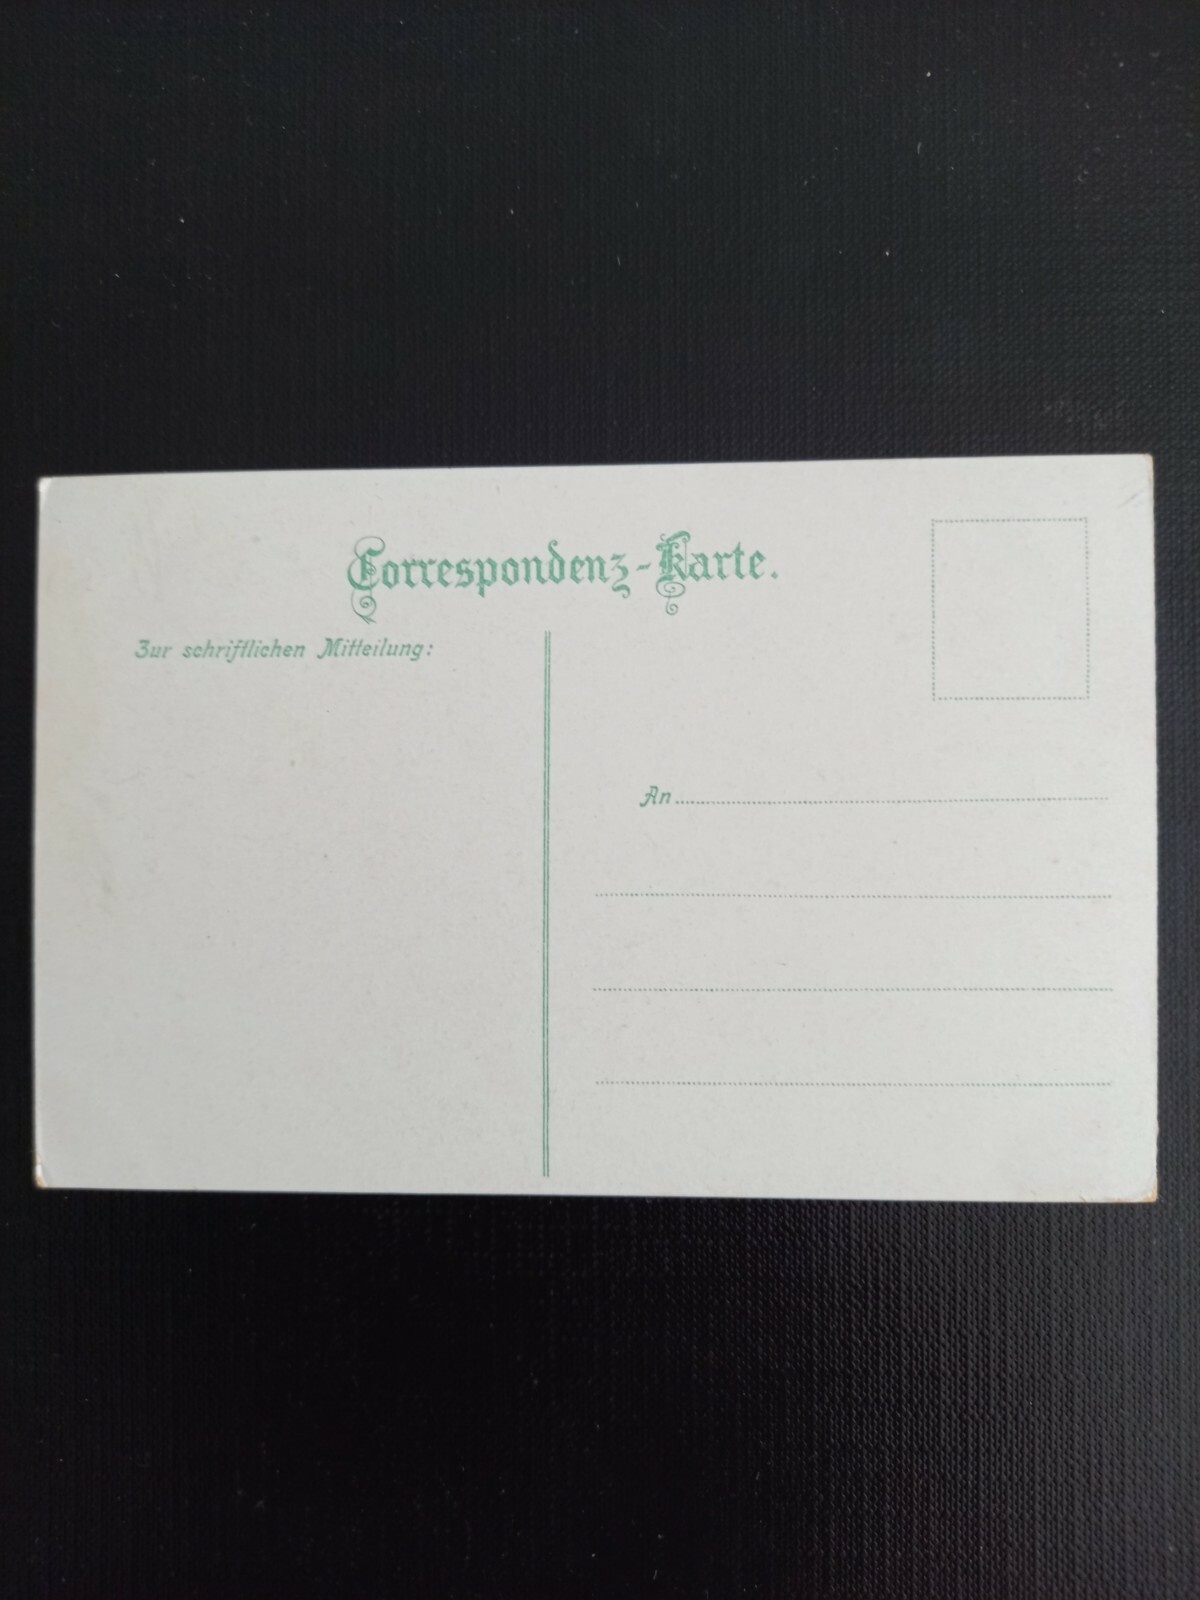 Correspondenz-Karte.
Zur schriftlichen Mitteilung:
An